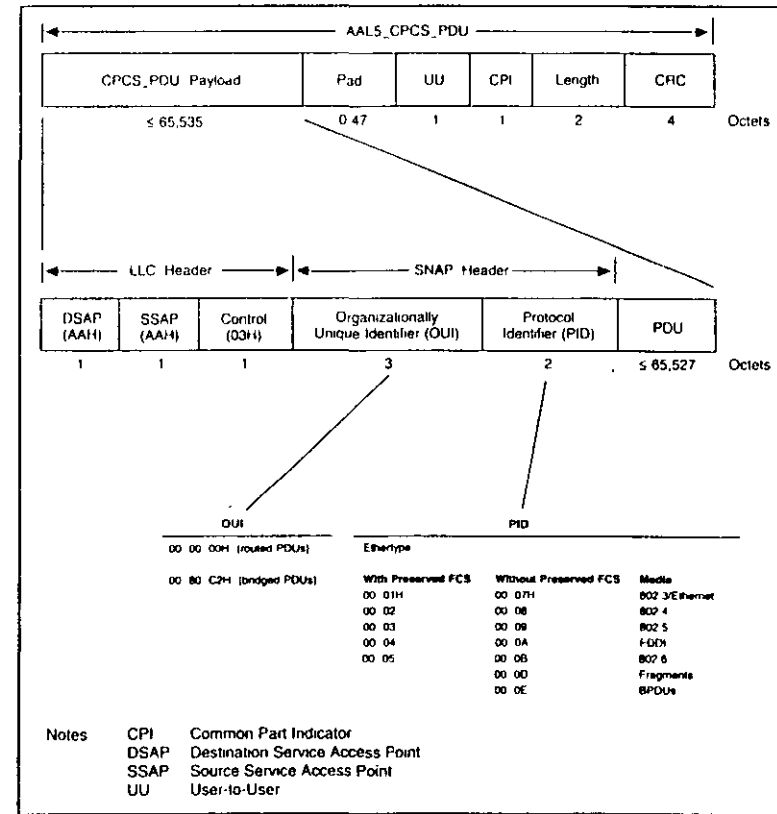 AAL5_CPCS_PDU
CPCS_PDU Payload Pad UU CPI Length CRC
≤ 65,535 0 47 1 1 2 4 Octets
LLC Header SNAP Header
DSAP (AAH) SSAP (AAH) Control (03H) Organizationally Unique Identifier (OUI) Protocol Identifier (PID) PDU
1 1 1 3 2 ≤ 65,527 Octets
OUI PID
00 00 00H (routed PDUs) Ethertype
00 80 C2H (bridged PDUs) With Preserved FCS Without Preserved FCS Media
00 01H 00 07H 802 3/Ethernet
00 02 00 08 802 4
00 03 00 09 802 5
00 04 00 0A FDDI
00 05 00 0B 802 6
00 0D Fragments
00 0E BPDUs
Notes CPI Common Part Indicator
DSAP Destination Service Access Point
SSAP Source Service Access Point
UU User-to-User